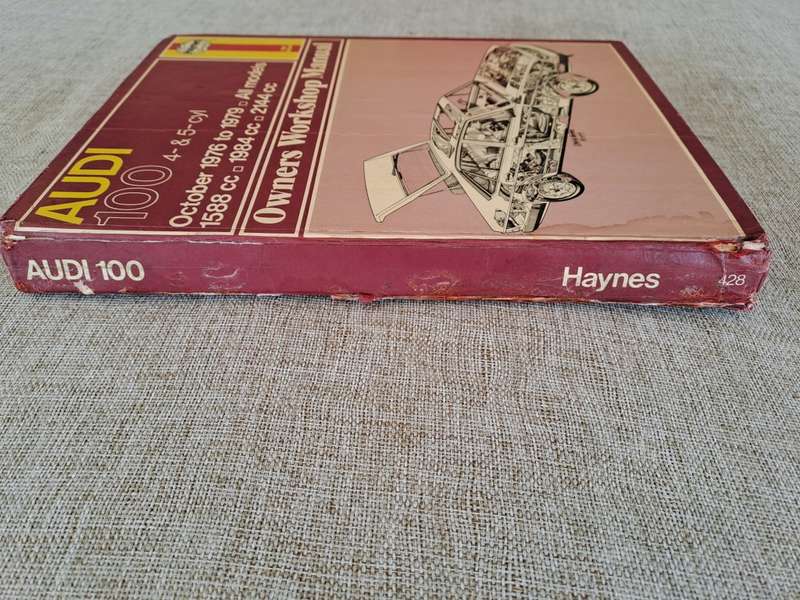 AUDI
100 4- & 5-cyl
October 1976 to 1979 □ All models
1588 cc □ 1984 cc □ 2144 cc
Owners Workshop Manual
AUDI 100
Haynes
428